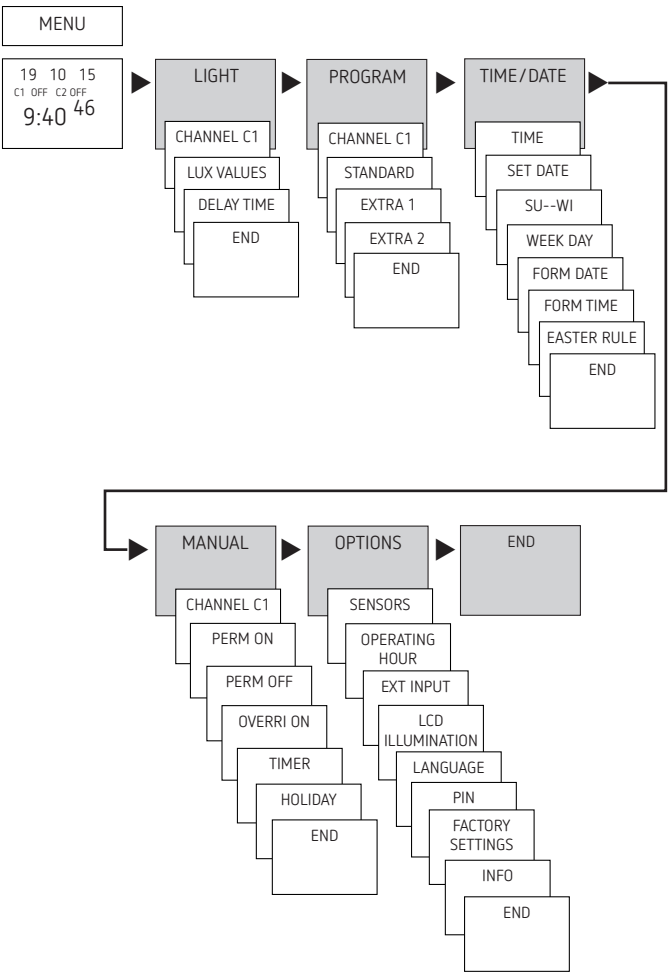 MENU
19 10 15
C1 OFF C2 OFF
9:40 46
LIGHT
CHANNEL C1
LUX VALUES
DELAY TIME
END
PROGRAM
CHANNEL C1
STANDARD
EXTRA 1
EXTRA 2
END
TIME/DATE
TIME
SET DATE
SU--WI
WEEK DAY
FORM DATE
FORM TIME
EASTER RULE
END
MANUAL
CHANNEL C1
PERM ON
PERM OFF
OVERRI ON
TIMER
HOLIDAY
END
OPTIONS
SENSORS
OPERATING
HOUR
EXT INPUT
LCD
ILLUMINATION
LANGUAGE
PIN
FACTORY
SETTINGS
INFO
END
END